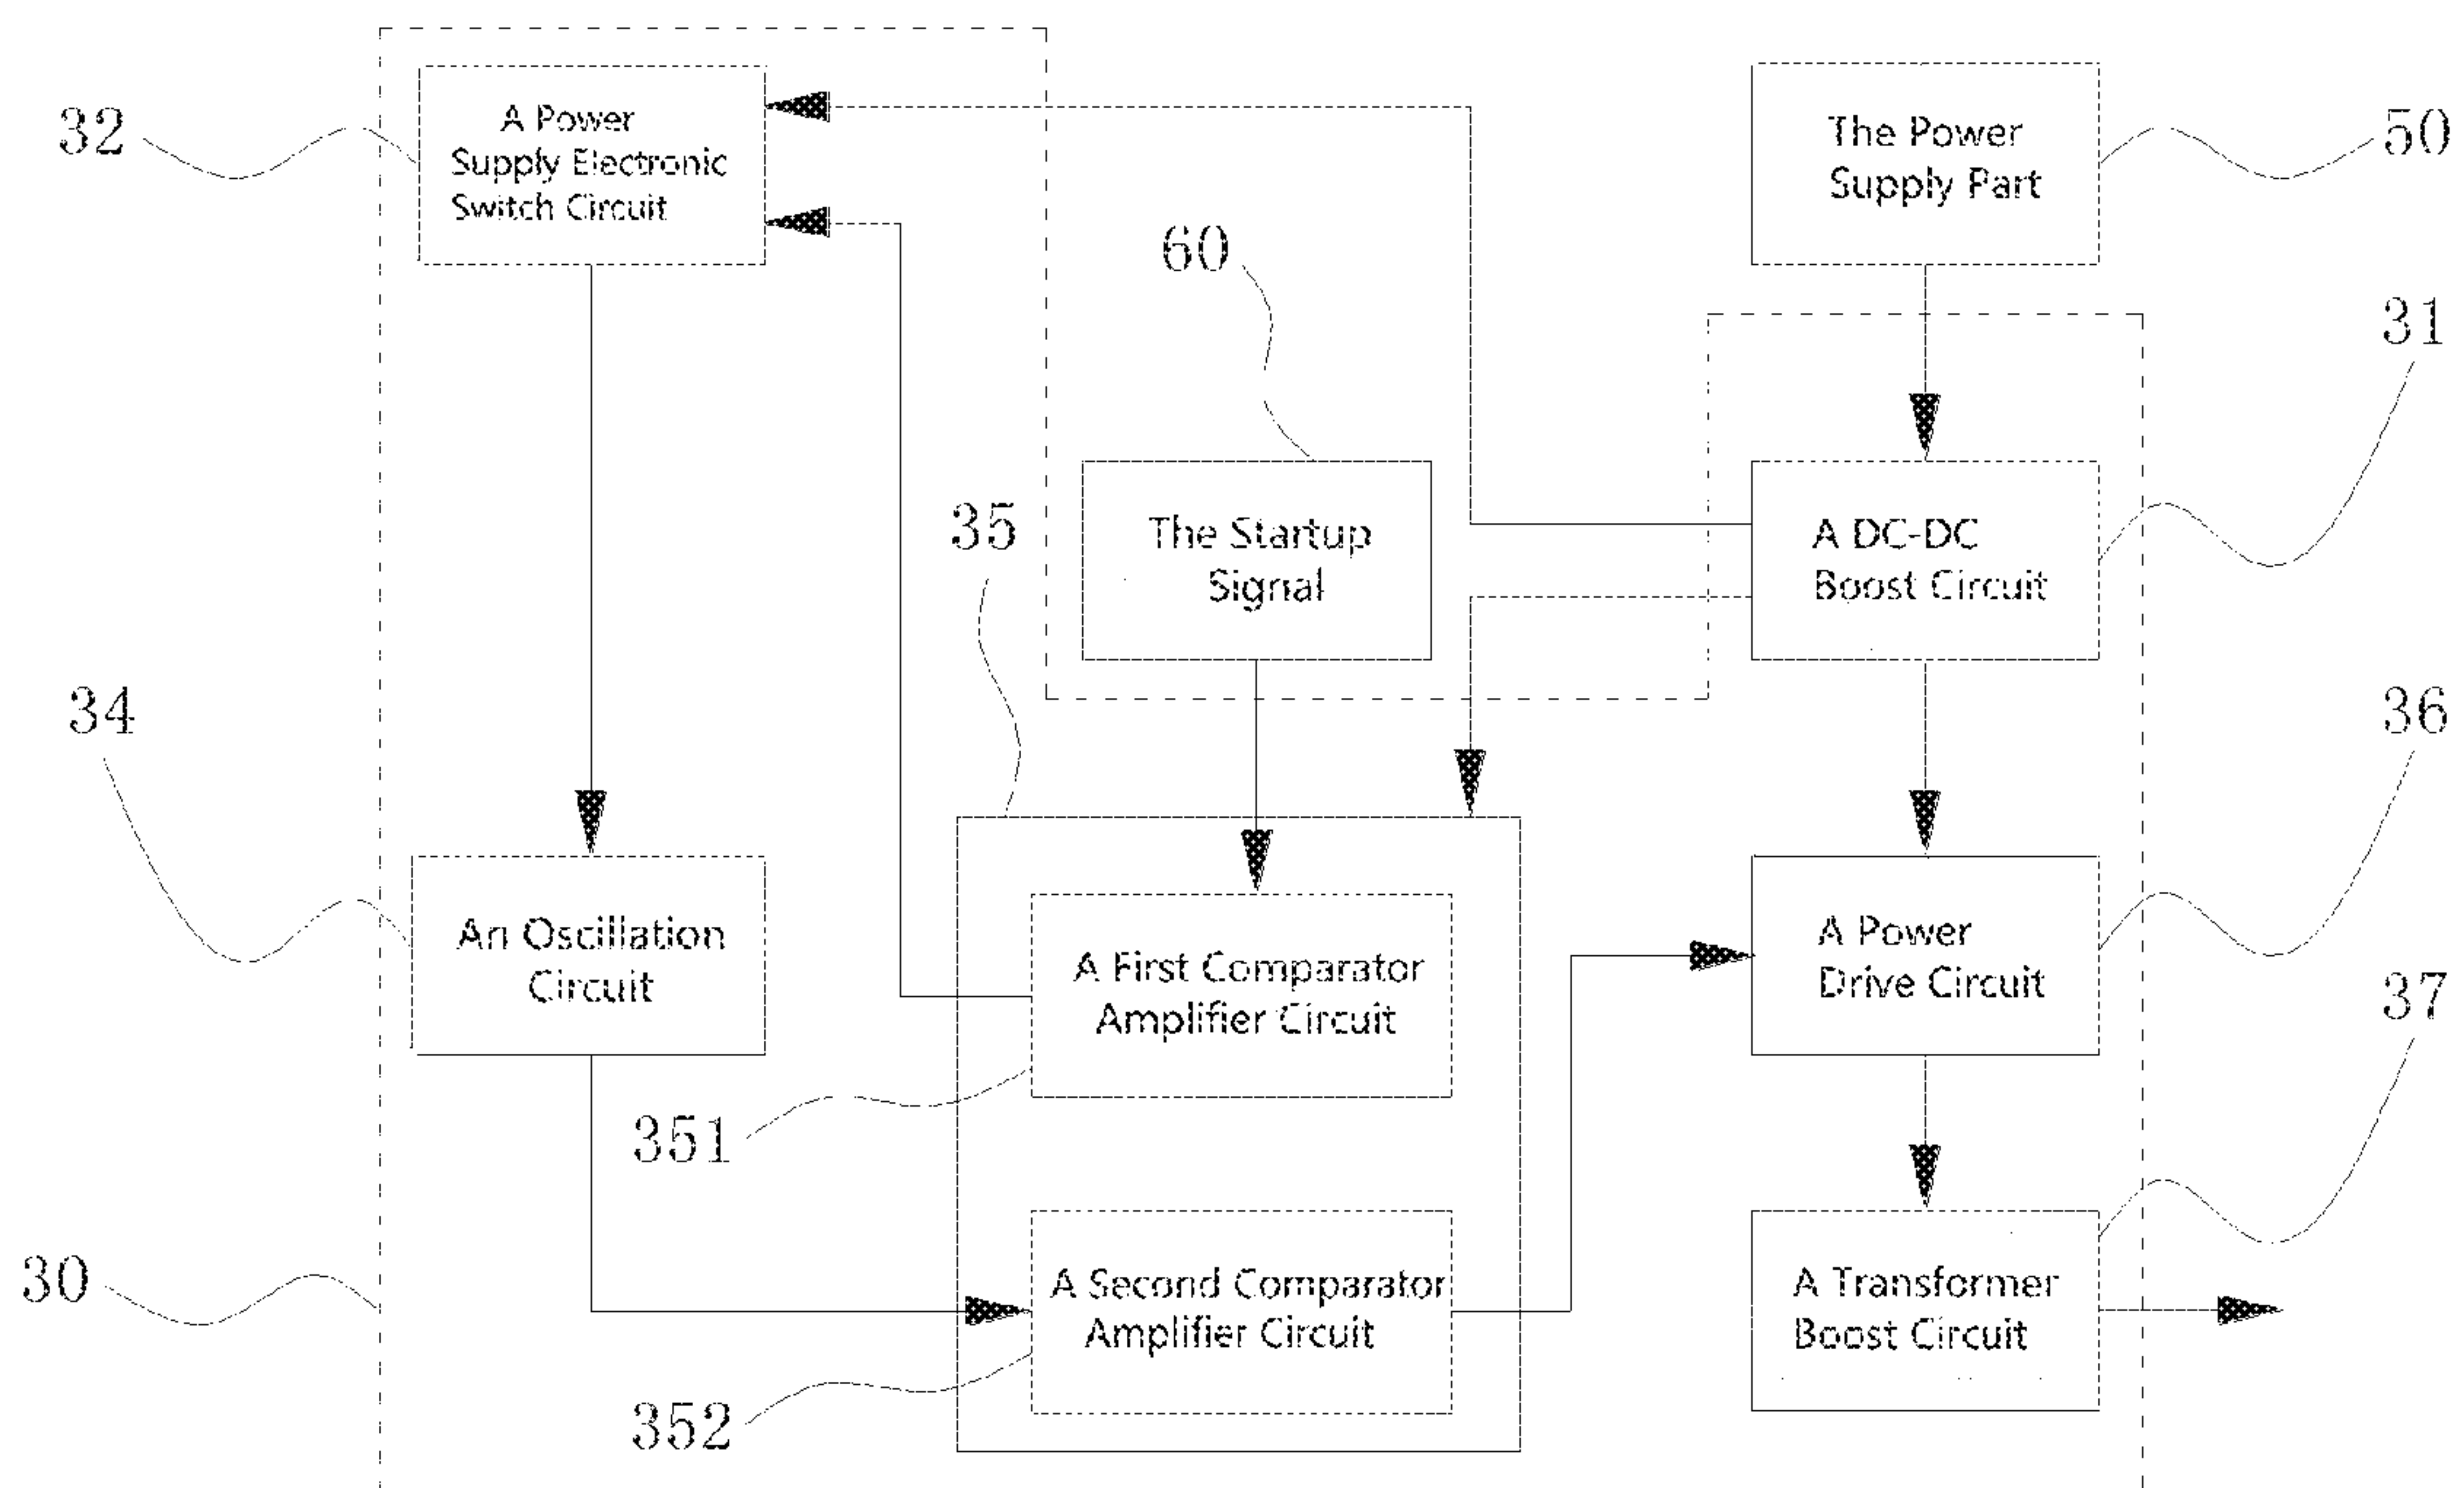 32
A Power
Supply Electronic
Switch Circuit
The Power
Supply Part
50
60
31
35
The Startup
Signal
A DC-DC
Boost Circuit
34
36
An Oscillation
Circuit
A First Comparator
Amplifier Circuit
A Power
Drive Circuit
37
351
30
A Second Comparator
Amplifier Circuit
A Transformer
Boost Circuit
352